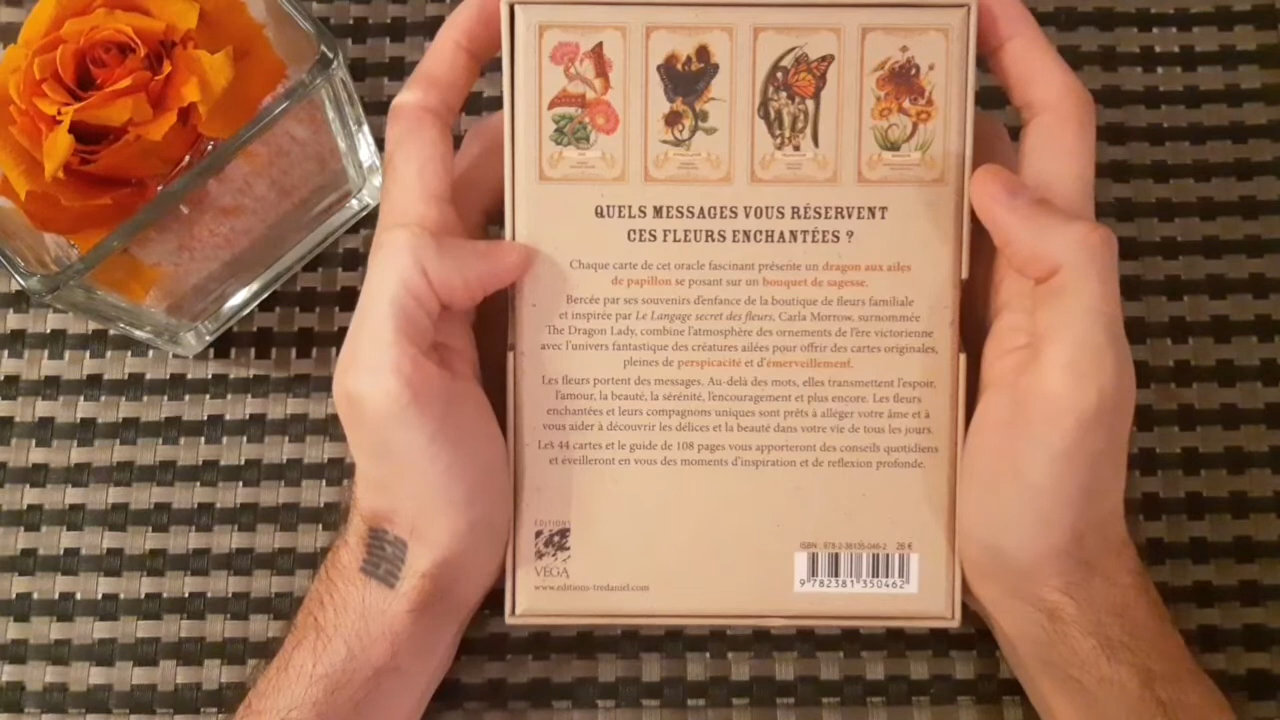 QUELS MESSAGES VOUS RÉSERVENT
CES FLEURS ENCHANTÉES ?
Chaque carte de cet oracle fascinant présente un dragon aux ailes
de papillon se posant sur un bouquet de sagesse.
Bercée par ses souvenirs d'enfance de la boutique de fleurs familiale
et inspirée par Le Langage secret des fleurs, Carla Morrow, surnommée
The Dragon Lady, combine l'atmosphère des ornements de l'ère victorienne
avec l'univers fantastique des créatures ailées pour offrir des cartes originales,
pleines de perspicacité et d'émerveillement.
Les fleurs portent des messages. Au-delà des mots, elles transmettent l'espoir,
l'amour, la beauté, la sérénité, l'encouragement et plus encore. Les fleurs
enchantées et leurs compagnons uniques sont prêts à alléger votre âme et à
vous aider à découvrir les délices et la beauté dans votre vie de tous les jours.
Les 44 cartes et le guide de 108 pages vous apporteront des conseils quotidiens
et éveilleront en vous des moments d'inspiration et de reflexion profonde.
ÉDITIONS
VÉGA
www.editions-tredaniel.com
ISBN : 978-2-38135-046-2 26 €
9 782381 350462